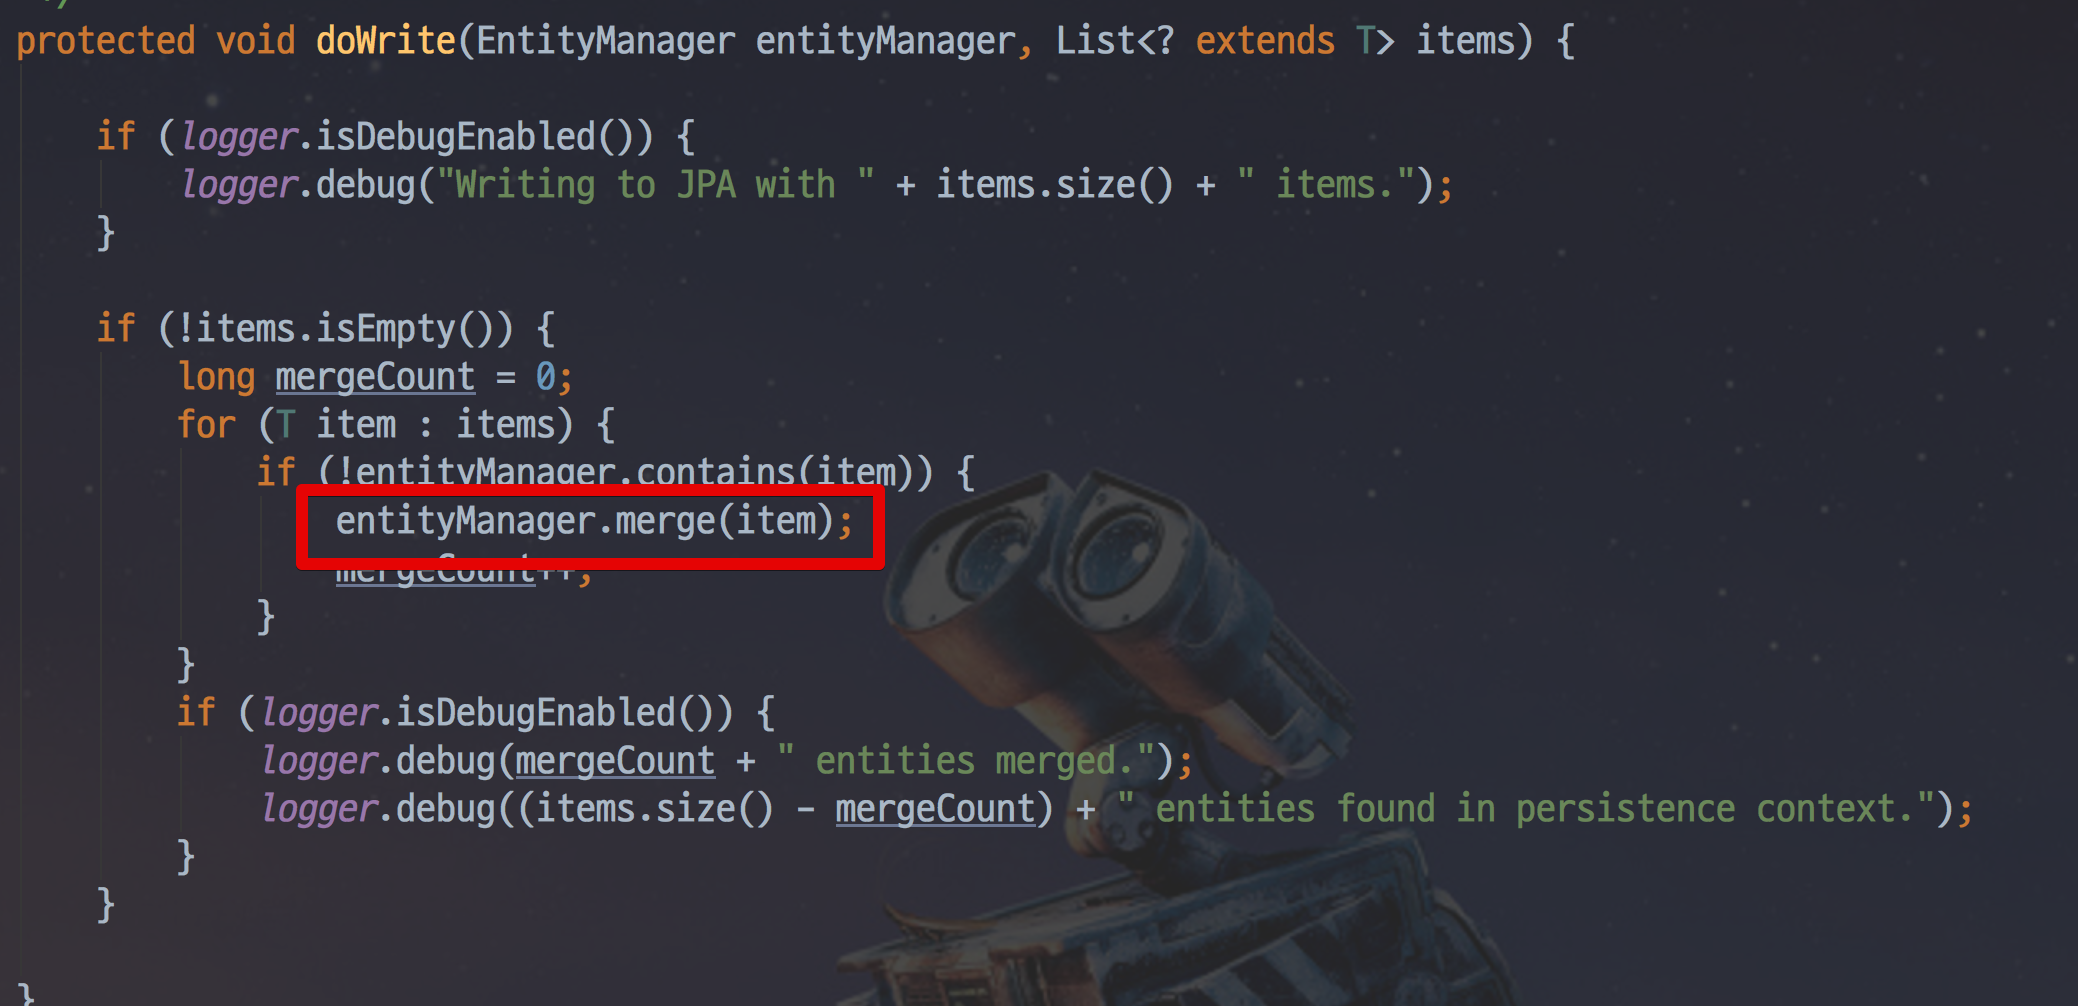 */
protected void doWrite(EntityManager entityManager, List<? extends T> items) {
if (logger.isDebugEnabled()) {
logger.debug("Writing to JPA with " + items.size() + " items.");
}
if (!items.isEmpty()) {
long mergeCount = 0;
for (T item : items) {
if (!entityManager.contains(item)) {
entityManager.merge(item);
mergeCount++;
}
}
if (logger.isDebugEnabled()) {
logger.debug(mergeCount + " entities merged.");
logger.debug((items.size() - mergeCount) + " entities found in persistence context.");
}
}
}